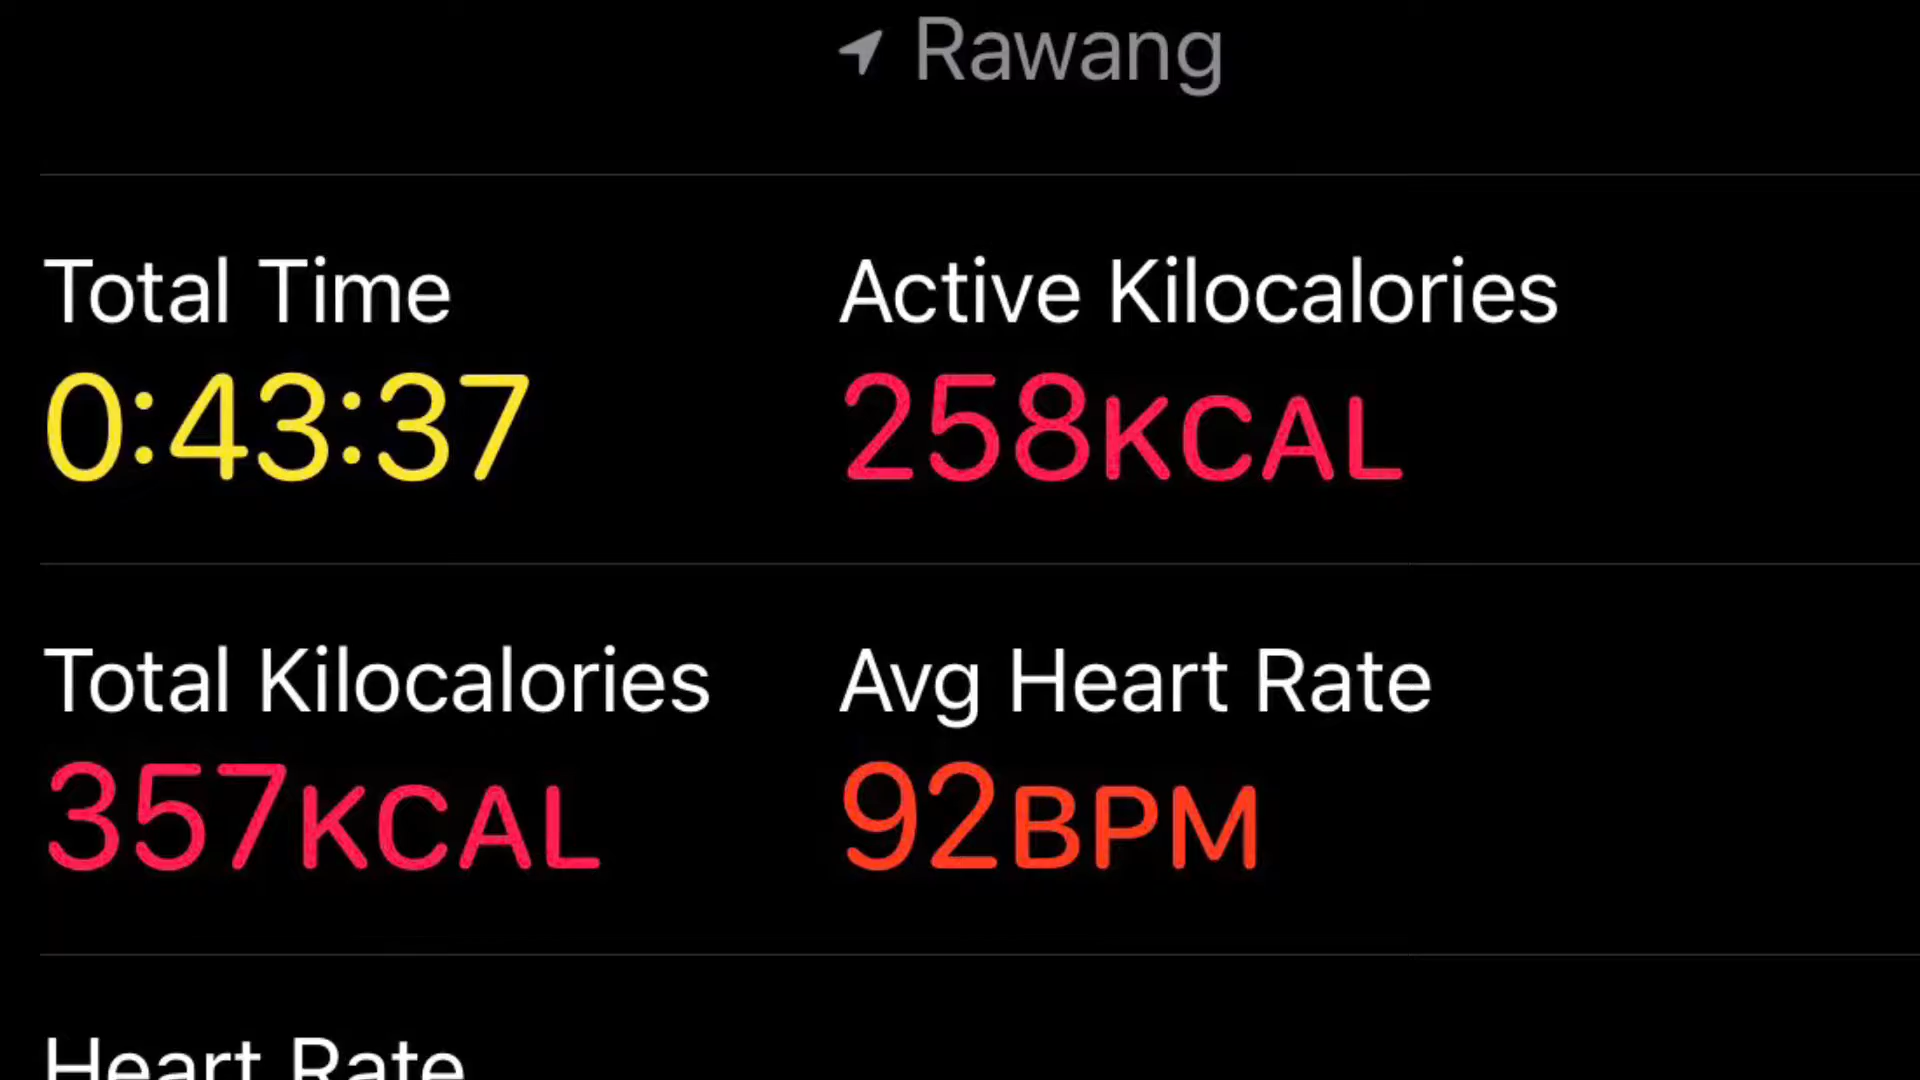 Rawang
Total Time
Active Kilocalories
0:43:37
258KCAL
Total Kilocalories
Avg Heart Rate
357KCAL
92BPM
Heart Rate